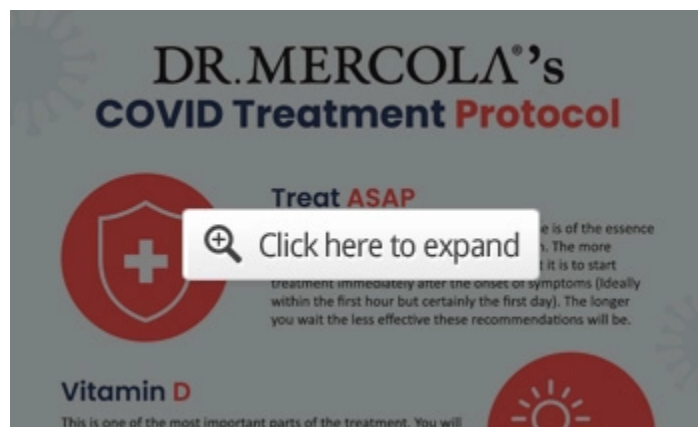 DR.MERCOLA®'s
COVID Treatment Protocol
Treat ASAP
e is of the essence
Click here to expand
. The more
it is to start
treatment immediately after the onset of symptoms (Ideally
within the first hour but certainly the first day). The longer
you wait the less effective these recommendations will be.
Vitamin D
This is one of the most important parts of the treatment. You will